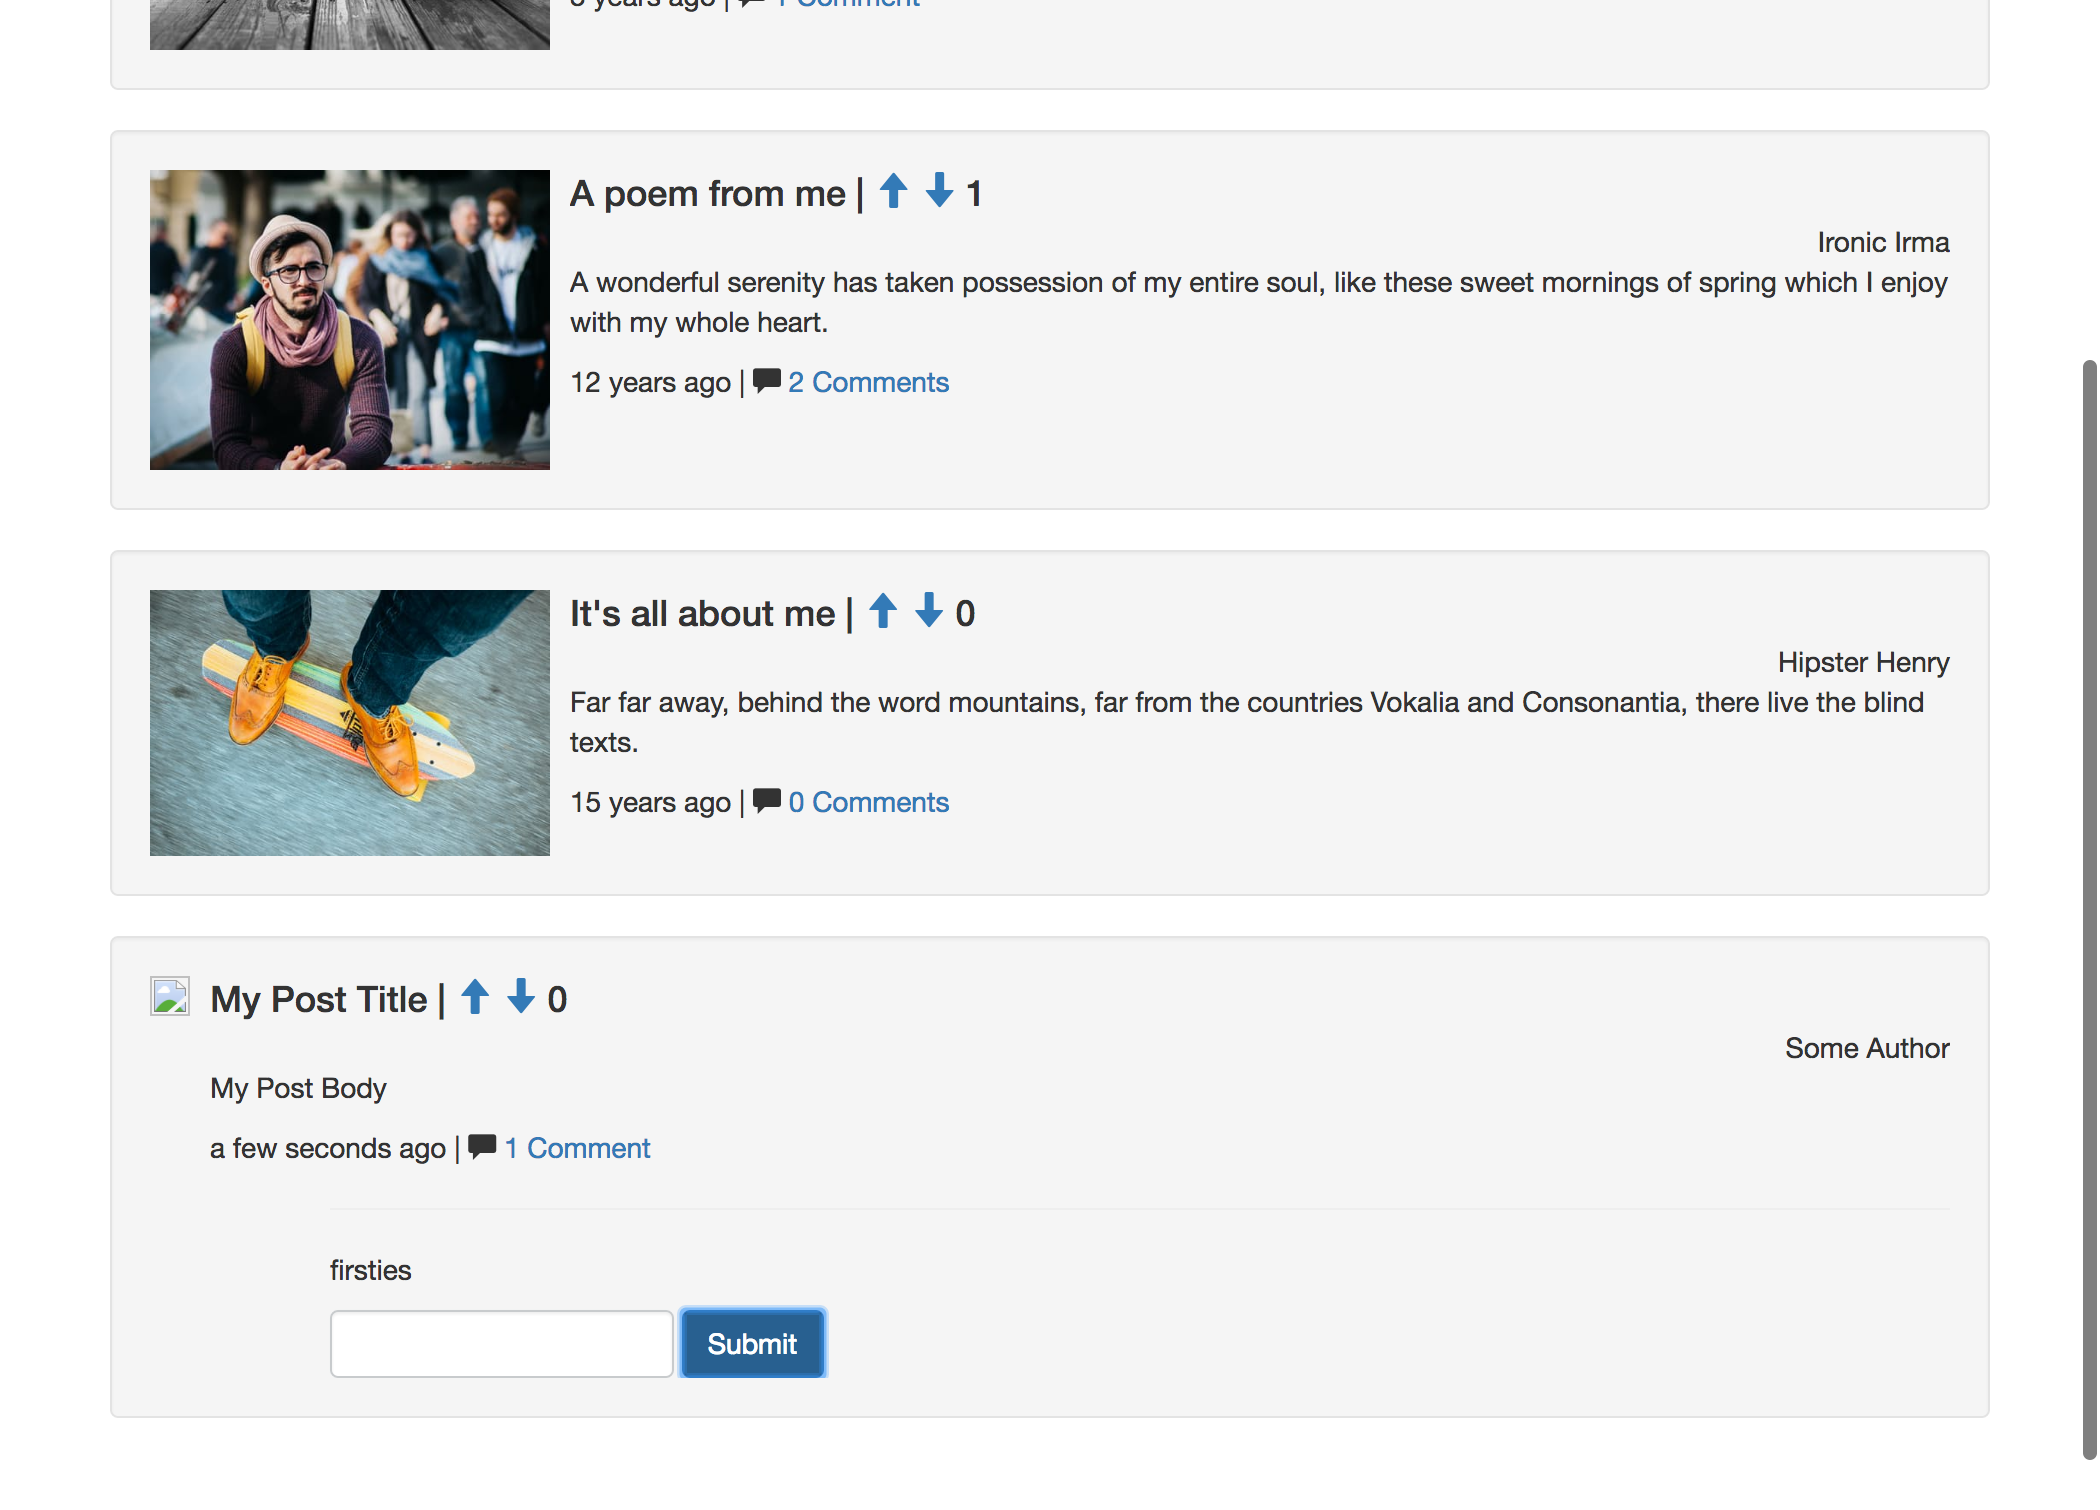 years ago | 1 Comment
A poem from me | 1
Ironic Irma
A wonderful serenity has taken possession of my entire soul, like these sweet mornings of spring which I enjoy
with my whole heart.
12 years ago | 2 Comments
It's all about me | 0
Hipster Henry
Far far away, behind the word mountains, far from the countries Vokalia and Consonantia, there live the blind
texts.
15 years ago | 0 Comments
My Post Title | 0
Some Author
My Post Body
a few seconds ago | 1 Comment
firsties
Submit